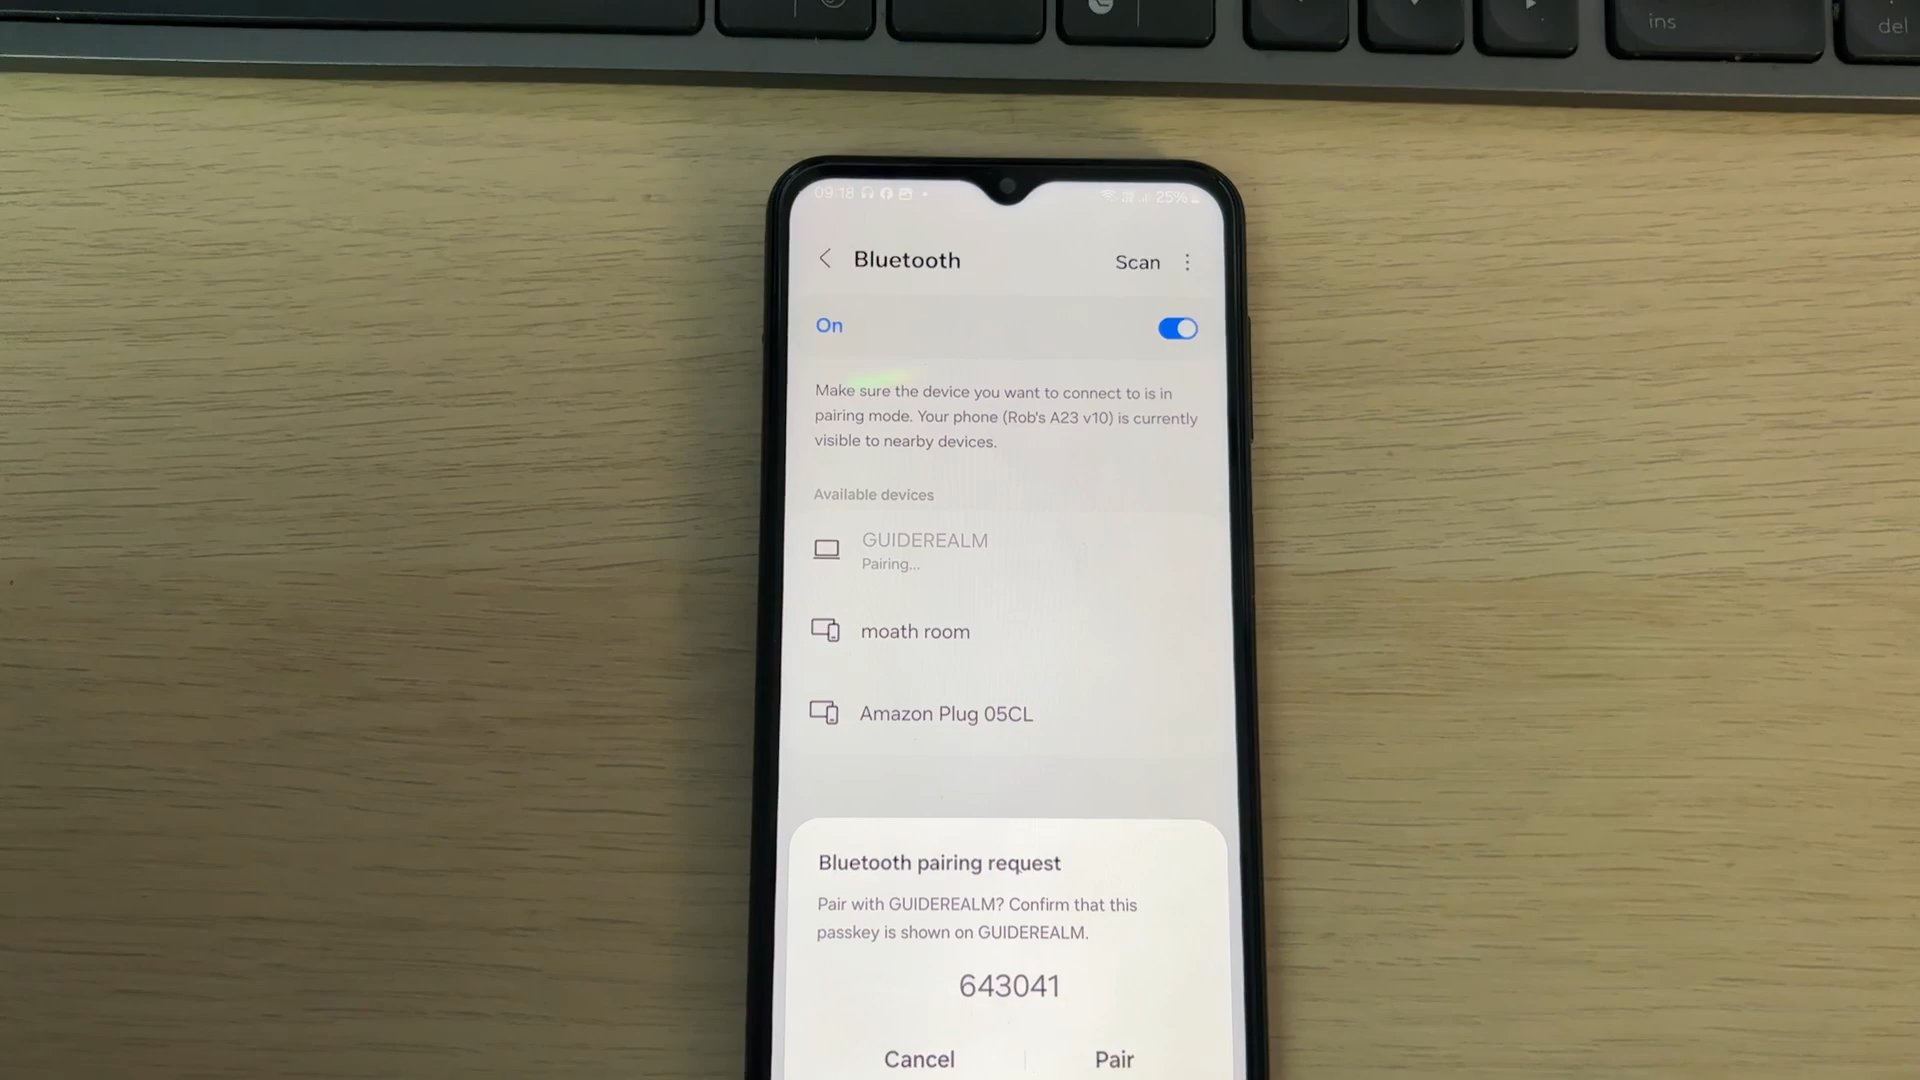 ins
del
09:18
25%
Bluetooth
Scan
On
Make sure the device you want to connect to is in
pairing mode. Your phone (Rob's A23 v10) is currently
visible to nearby devices.
Available devices
GUIDEREALM
Pairing...
moath room
Amazon Plug 05CL
Bluetooth pairing request
Pair with GUIDEREALM? Confirm that this
passkey is shown on GUIDEREALM.
643041
Cancel
Pair